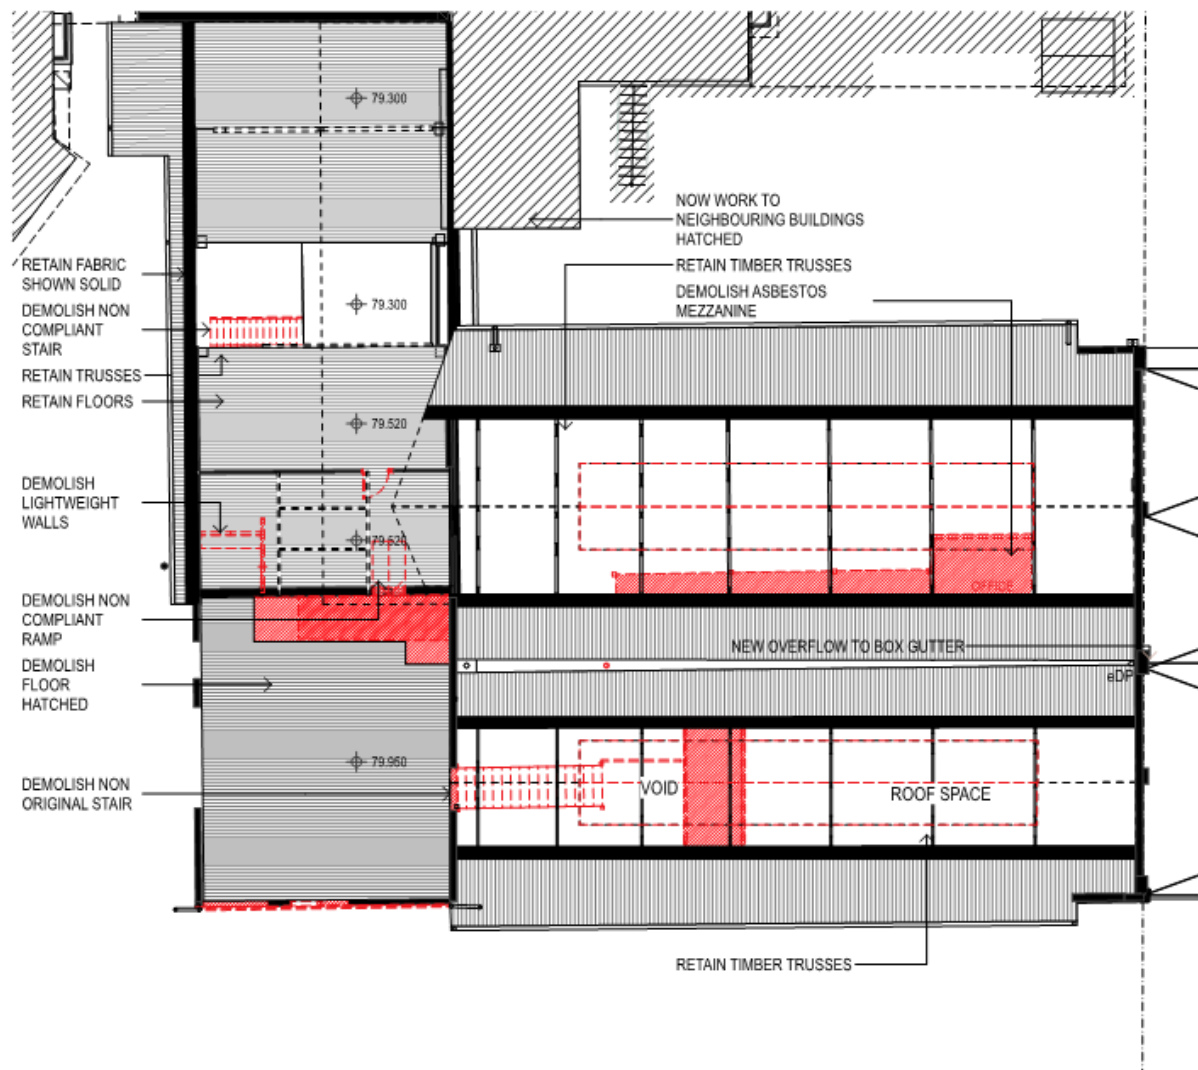 79.300
NOW WORK TO
NEIGHBOURING BUILDINGS
HATCHED
RETAIN FABRIC
SHOWN SOLID
RETAIN TIMBER TRUSSES
DEMOLISH ASBESTOS
MEZZANINE
DEMOLISH NON
COMPLIANT
STAIR
79.300
RETAIN TRUSSES
RETAIN FLOORS
79.520
DEMOLISH
LIGHTWEIGHT
WALLS
79.520
OFFICE
DEMOLISH NON
COMPLIANT
RAMP
NEW OVERFLOW TO BOX GUTTER
eDP
DEMOLISH
FLOOR
HATCHED
79.950
DEMOLISH NON
ORIGINAL STAIR
VOID
ROOF SPACE
RETAIN TIMBER TRUSSES